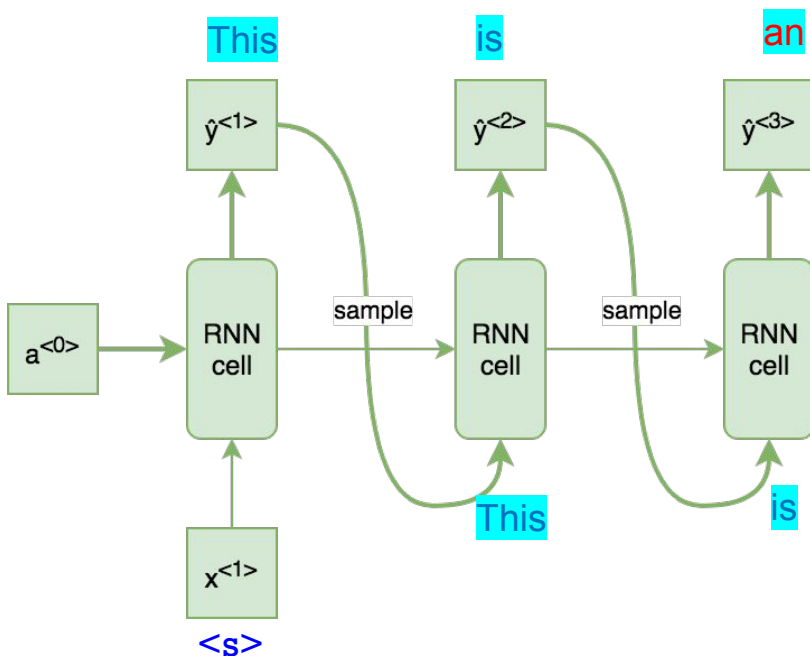 This is an
ŷ<1> ŷ<2> ŷ<3>
sample sample
a<0> RNN cell RNN cell RNN cell
This is
x<1>
<s>